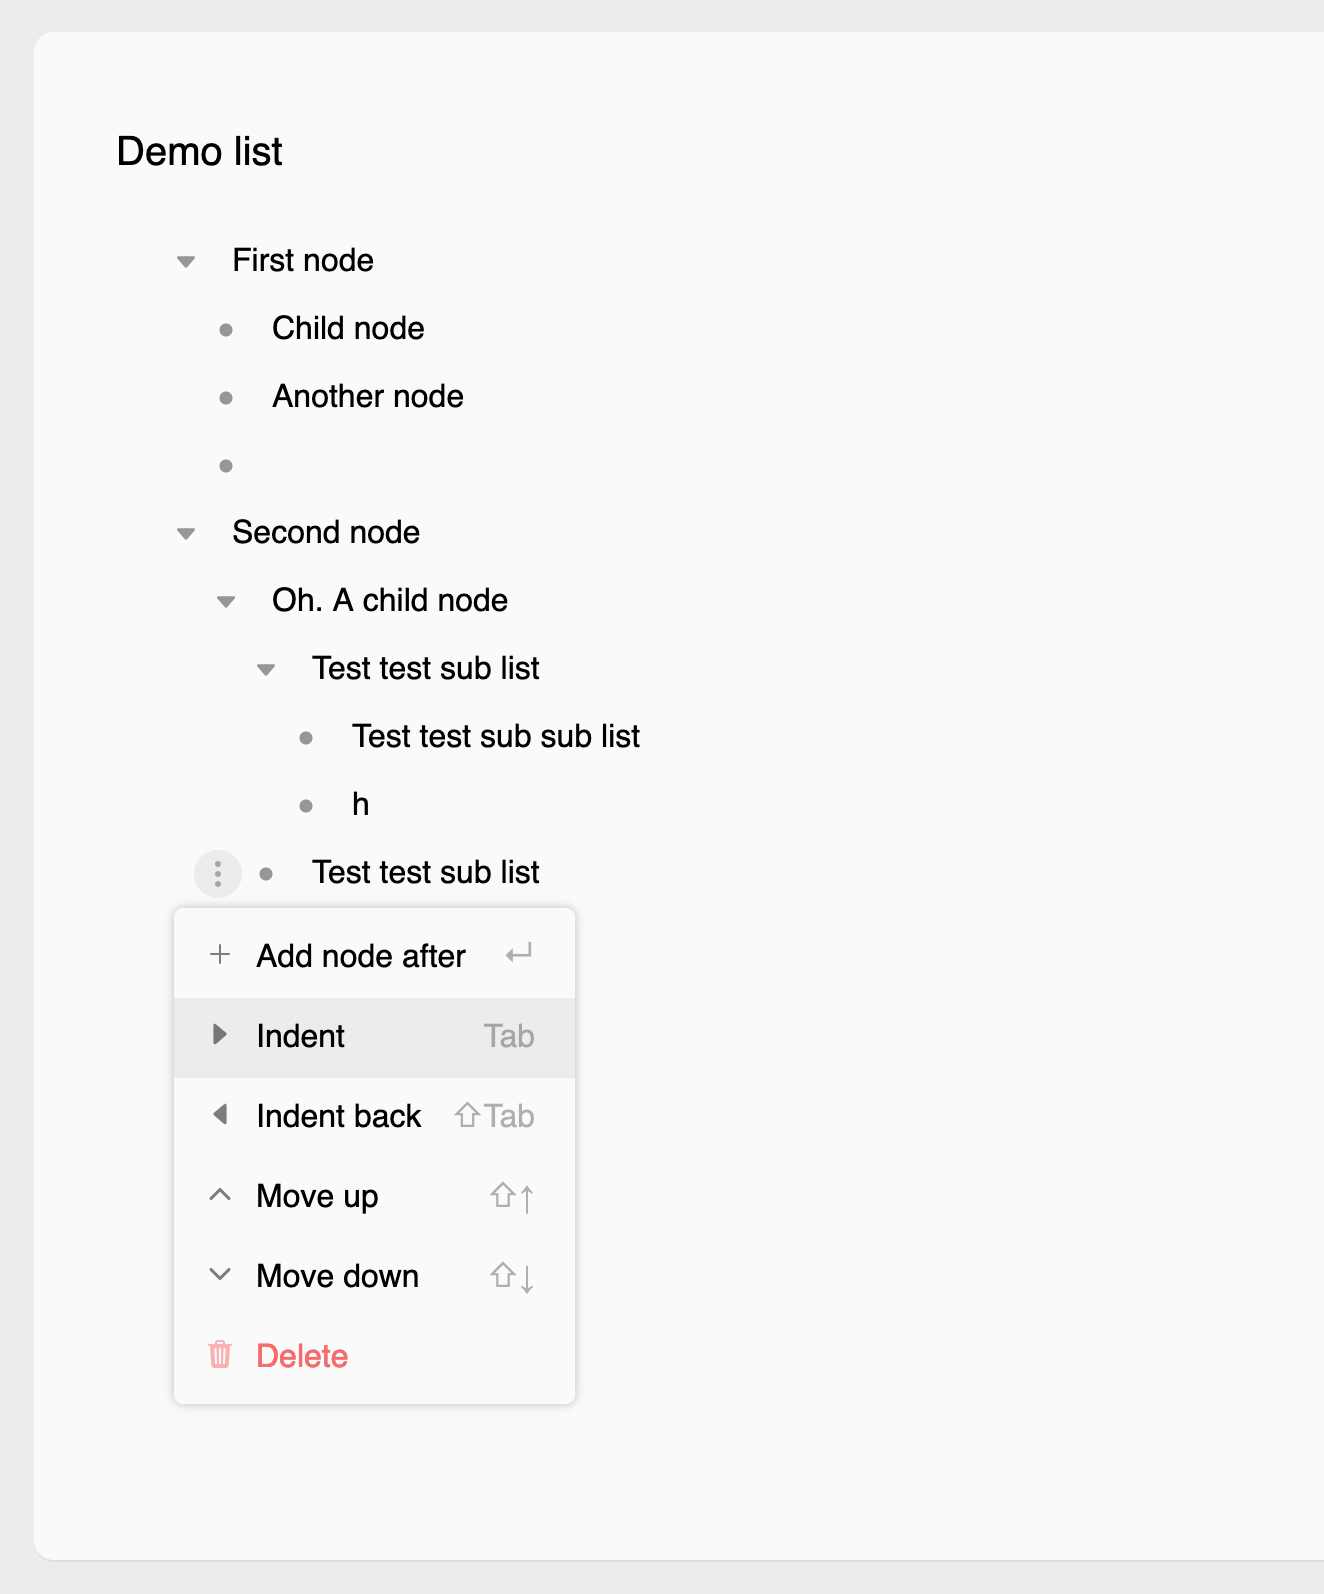 Demo list
First node
Child node
Another node
Second node
Oh. A child node
Test test sub list
Test test sub sub list
h
Test test sub list
Add node after ↵
Indent Tab
Indent back ⇧Tab
Move up ⇧↑
Move down ⇧↓
Delete